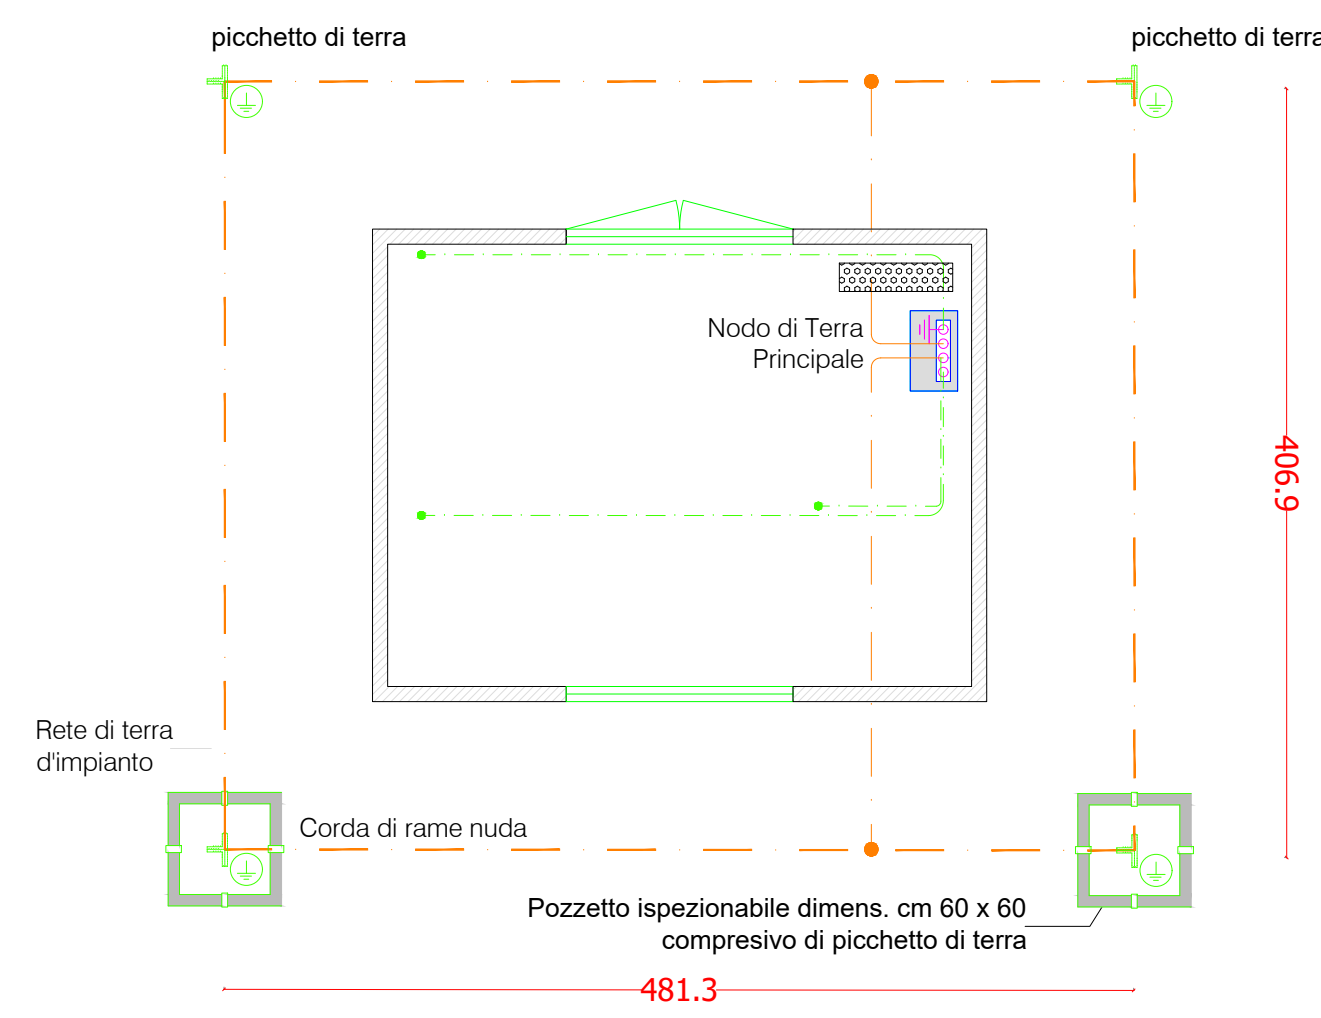 picchetto di terra
picchetto di terra
Nodo di Terra
Principale
406.9
Rete di terra
d'impianto
Corda di rame nuda
Pozzetto ispezionabile dimens. cm 60 x 60
compresivo di picchetto di terra
481.3